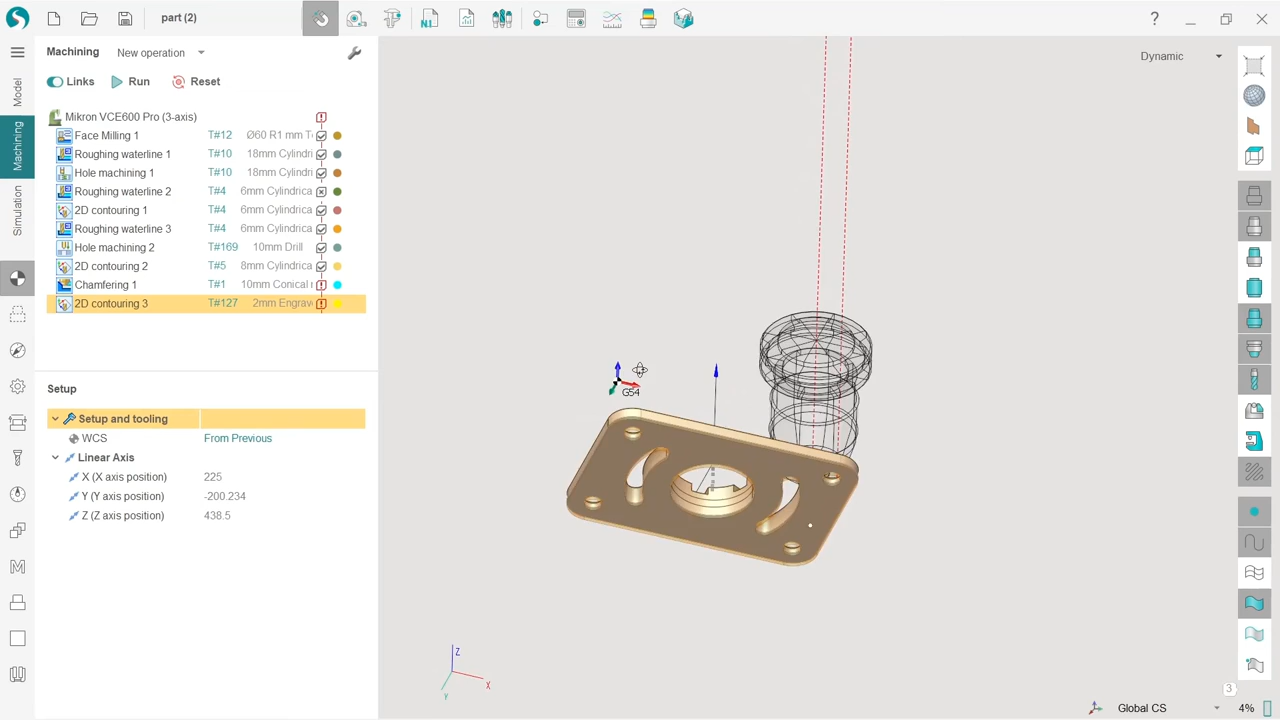 part (2)
N.I
?
Machining
New operation
Links
Run
Reset
Model
Machining
Simulation
Mikron VCE600 Pro (3-axis)
Face Milling 1 T#12 Ø60 R1 mm T
Roughing waterline 1 T#10 18mm Cylindri
Hole machining 1 T#10 18mm Cylindri
Roughing waterline 2 T#4 6mm Cylindrica
2D contouring 1 T#4 6mm Cylindrica
Roughing waterline 3 T#4 6mm Cylindrica
Hole machining 2 T#169 10mm Drill
2D contouring 2 T#5 8mm Cylindrica
Chamfering 1 T#1 10mm Conical
2D contouring 3 T#127 2mm Engrav
Setup
Setup and tooling
WCS From Previous
Linear Axis
X (X axis position) 225
Y (Y axis position) -200.234
Z (Z axis position) 438.5
Dynamic
G54
Z
X
Y
3
Global CS
4%